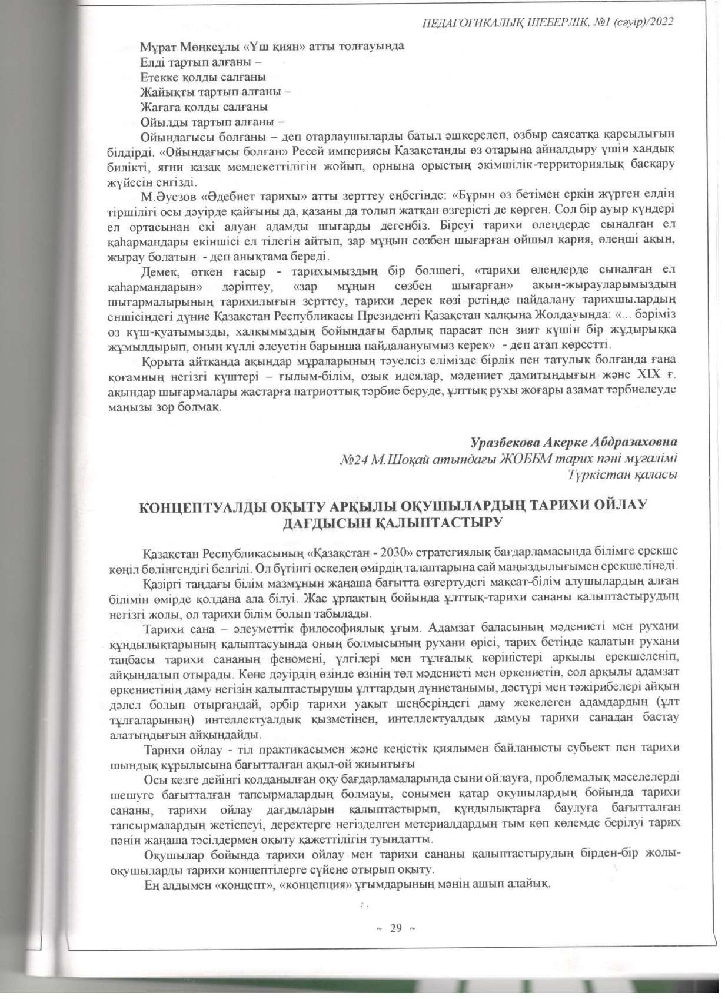 ПЕДАГОГИКАЛЫҚ ШЕБЕРЛІК, №1 (сәуір)/2022
Мұрат Мөңкеұлы «Үш қиян» атты толғауында
Елді тартып алғаны –
Етекке қолды салғаны
Жайықты тартып алғаны –
Жағаға қолды салғаны
Ойылды тартып алғаны –
Ойындағысы болғаны – деп отарлаушыларды батыл әшкерелеп, озбыр саясатқа қарсылығын
білдірді. «Ойындағысы болған» Ресей империясы Қазақстанды өз отарына айналдыру үшін хандық
билікті, яғни қазақ мемлекеттілігін жойып, орнына орыстың әкімшілік-территориялық басқару
жүйесін енгізді.
М.Әуезов «Әдебиет тарихы» атты зерттеу еңбегінде: «Бұрын өз бетімен еркін жүрген елдің
тіршілігі осы дәуірде қайғыны да, қазаны да толып жатқан өзгерісті де көрген. Сол бір ауыр күндері
ел ортасынан екі алуан адамды шығарды дегенбіз. Біреуі тарихи өлеңдерде сыналған ел
қаһармандары екіншісі ел тілегін айтып, зар мұңын сөзбен шығарған ойшыл қария, өлеңші ақын,
жырау болатын - деп анықтама береді.
Демек, өткен ғасыр - тарихымыздың бір бөлшегі, «тарихи өлеңдерде сыналған ел
қаһармандарын» дәріптеу, «зар мұңын сөзбен шығарған» ақын-жырауларымыздың
шығармалырының тарихилығын зерттеу, тарихи дерек көзі ретінде пайдалану тарихшылардың
еншісіндегі дүние Қазақстан Республикасы Президенті Қазақстан халқына Жолдауында: «... бәріміз
өз күш-қуатымызды, халқымыздың бойындағы барлық парасат пен зият күшін бір жұдырыққа
жұмылдырып, оның күллі әлеуетін барынша пайдалануымыз керек» - деп атап көрсетті.
Қорыта айтқанда ақындар мұраларының тәуелсіз елімізде бірлік пен татулық болғанда ғана
қоғамның негізгі күштері – ғылым-білім, озық идеялар, мәдениет дамитындығын және XIX ғ.
ақындар шығармалары жастарға патриоттық тәрбие беруде, ұлттық рухы жоғары азамат тәрбиелеуде
маңызы зор болмақ.
Уразбекова Акерке Абдразаховна
№24 М.Шоқай атындағы ЖОББМ тарих пәні мұғалімі
Түркістан қаласы
КОНЦЕПТУАЛДЫ ОҚЫТУ АРҚЫЛЫ ОҚУШЫЛАРДЫҢ ТАРИХИ ОЙЛАУ
ДАҒДЫСЫН ҚАЛЫПТАСТЫРУ
Қазақстан Республикасының «Қазақстан - 2030» стратегиялық бағдарламасында білімге ерекше
көңіл бөлінгендігі белгілі. Ол бүгінгі өскелең өмірдің талаптарына сай маңыздылығымен ерекшелінеді.
Қазіргі таңдағы білім мазмұнын жаңаша бағытта өзгертудегі мақсат-білім алушылардың алған
білімін өмірде қолдана ала білуі. Жас ұрпақтың бойында ұлттық-тарихи сананы қалыптастырудың
негізгі жолы, ол тарихи білім болып табылады.
Тарихи сана – әлеуметтік философиялық ұғым. Адамзат баласының мәдениеті мен рухани
құндылықтарының қалыптасуында оның болмысының рухани өрісі, тарих бетінде қалатын рухани
таңбасы тарихи сананың феномені, үлгілері мен тұлғалық көріністері арқылы ерекшеленіп,
айқындалып отырады. Көне дәуірдің өзінде өзінің төл мәдениеті мен өркениетін, сол арқылы адамзат
өркениетінің даму негізін қалыптастырушы ұлттардың дүниетанымы, дәстүрі мен тәжірибелері айқын
дәлел болып отырғандай, әрбір тарихи уақыт шеңберіндегі даму жекелеген адамдардың (ұлт
тұлғаларының) интеллектуалдық қызметінен, интеллектуалдық дамуы тарихи санадан бастау
алатындығын айқындайды.
Тарихи ойлау - тіл практикасымен және кеңістік қиялымен байланысты субьект пен тарихи
шындық құрылысына бағытталған ақыл-ой жиынтығы
Осы кезге дейінгі қолданылған оқу бағдарламаларында сыни ойлауға, проблемалық мәселелерді
шешуге бағытталған тапсырмалардың болмауы, сонымен қатар оқушылардың бойында тарихи
сананы, тарихи ойлау дағдыларын қалыптастырып, құндылықтарға баулуға бағытталған
тапсырмалардың жетіспеуі, деректерге негізделген метериалдардың тым көп көлемде берілуі тарих
пәнін жаңаша тәсілдермен оқыту қажеттілігін туындатты.
Оқушылар бойында тарихи ойлау мен тарихи сананы қалыптастырудың бірден-бір жолы-
оқушыларды тарихи концептілерге сүйене отырып оқыту.
Ең алдымен «концепт», «концепция» ұғымдарының мәнін ашып алайық.
~ 29 ~